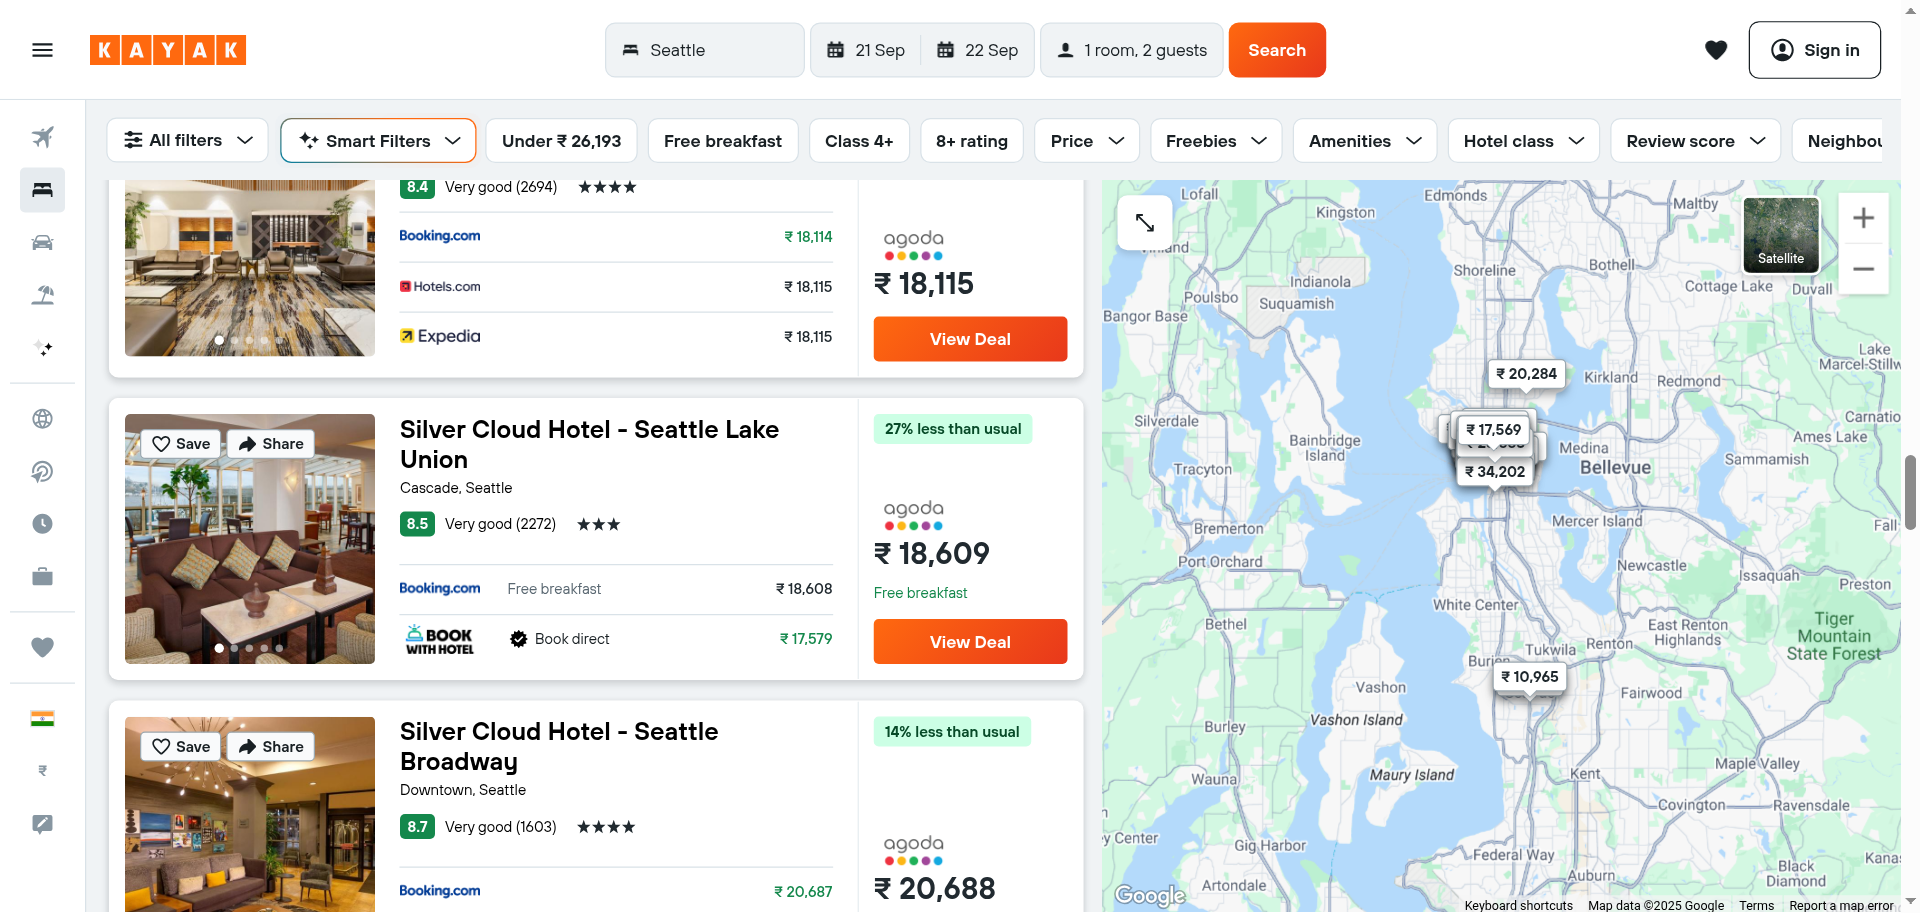 KAYAK
Seattle
21 Sep
22 Sep
1 room, 2 guests
Search
Sign in
All filters
Smart Filters
Under ₹ 26,193
Free breakfast
Class 4+
8+ rating
Price
Freebies
Amenities
Hotel class
Review score
Neighbou
8.4 Very good (2694) ★★★★
Booking.com ₹ 18,114
Hotels.com ₹ 18,115
Expedia ₹ 18,115
agoda
₹ 18,115
View Deal
Save
Share
Silver Cloud Hotel - Seattle Lake
Union
Cascade, Seattle
8.5 Very good (2272) ★★★
Booking.com Free breakfast ₹ 18,608
BOOK
WITH HOTEL
Book direct ₹ 17,579
27% less than usual
agoda
₹ 18,609
Free breakfast
View Deal
Save
Share
Silver Cloud Hotel - Seattle
Broadway
Downtown, Seattle
8.7 Very good (1603) ★★★★
Booking.com ₹ 20,687
14% less than usual
agoda
₹ 20,688
₹
Lofall
Edmonds
Maltby
Kingston
Satellite
Shoreline
Bothell
Indianola
Cottage Lake
Duvall
Poulsbo
Suquamish
Bangor Base
Lake
Marcel-Stillw
₹ 20,284
Kirkland
Redmond
Silverdale
Carnatio
₹ 17,569
Ames Lake
Bainbridge
Island
Medina
Bellevue
Sammamish
Tracyton
₹ 34,202
Bremerton
Mercer Island
Fall
Port Orchard
Newcastle
Issaquah
Preston
White Center
Bethel
East Renton
Highlands
Tiger
Mountain
State Forest
Renton
Tukwila
Burien
₹ 10,965
Vashon
Fairwood
Vashon Island
Burley
Wauna
Maury Island
Kent
Maple Valley
Covington
Ravensdale
y Center
Gig Harbor
Federal Way
Kanas
Auburn
Black
Diamond
Artondale
Google
Keyboard shortcuts
Map data ©2025 Google
Terms
Report a map error